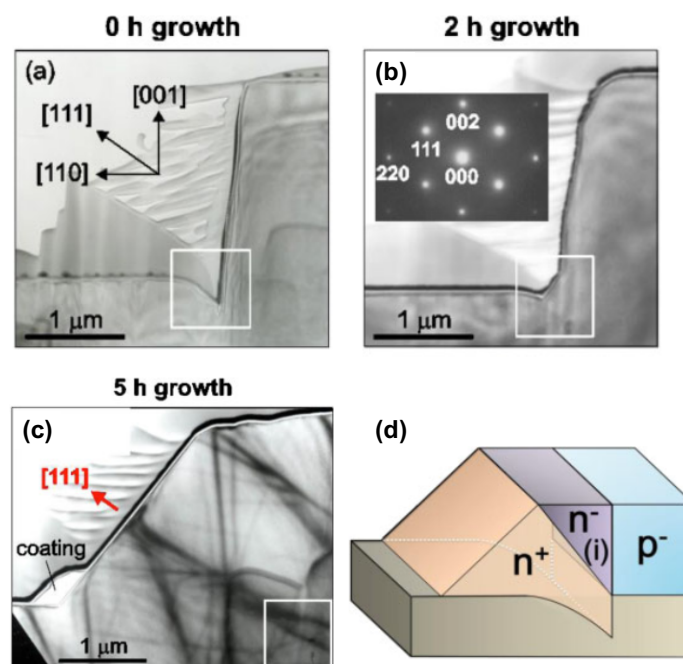 0 h growth
2 h growth
(a)
[001]
[111]
[110]
1 μm
(b)
002
111
220
000
1 μm
5 h growth
(c)
[111]
coating
1 μm
(d)
n⁻
(i)
p⁻
n⁺